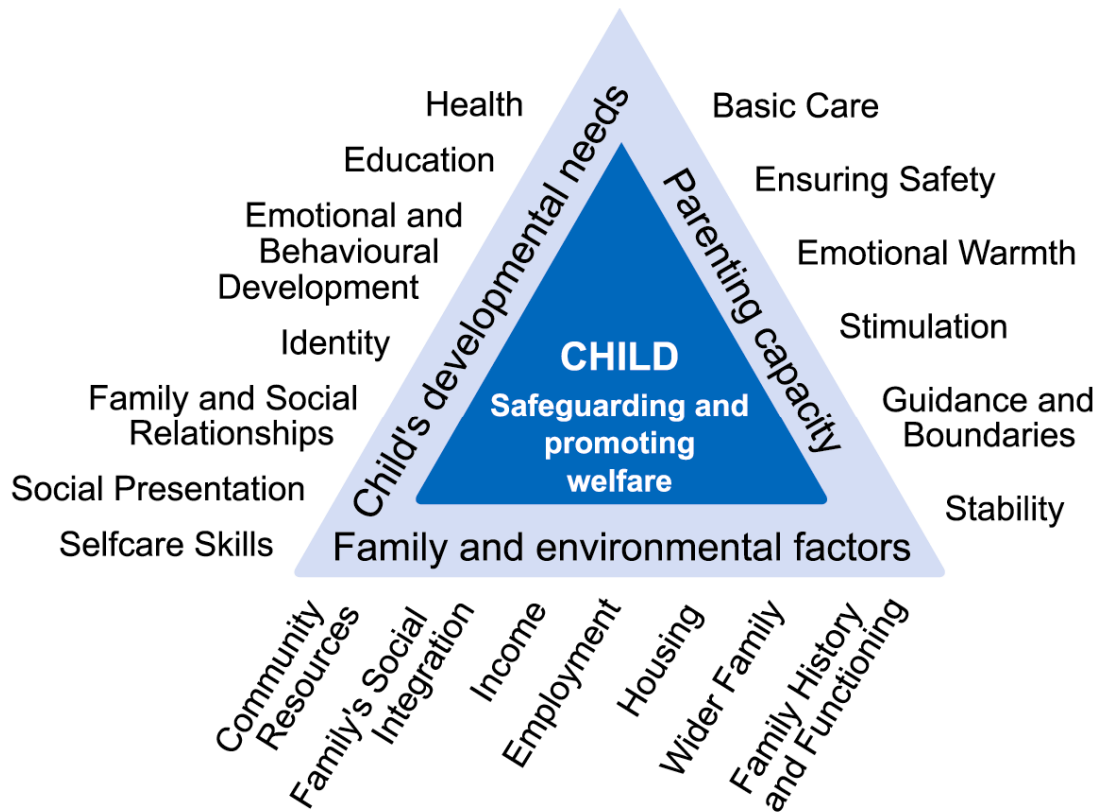 Health
Education
Emotional and
Behavioural
Development
Identity
Family and Social
Relationships
Social Presentation
Selfcare Skills
Child's developmental needs
CHILD
Safeguarding and
promoting
welfare
Parenting capacity
Basic Care
Ensuring Safety
Emotional Warmth
Stimulation
Guidance and
Boundaries
Stability
Family and environmental factors
Community
Resources
Family's Social
Integration
Income
Employment
Housing
Wider Family
Family History
and Functioning